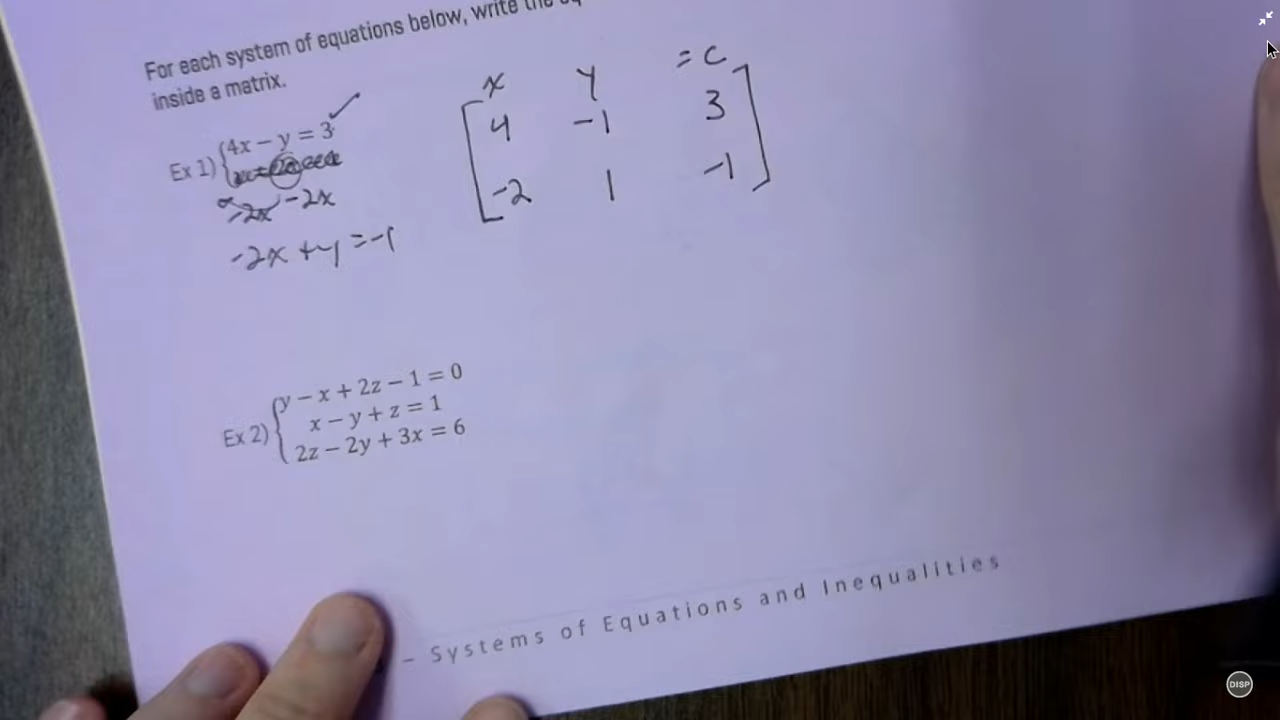 For each system of equations below, write the
inside a matrix.
x y = C
Ex 1) 4x − y = 3
4 -1 3
-2x -2x
-2 1 -1
-2x + y = -1
Ex 2) y − x + 2z − 1 = 0
x − y + z = 1
2z − 2y + 3x = 6
– Systems of Equations and Inequalities
DISP